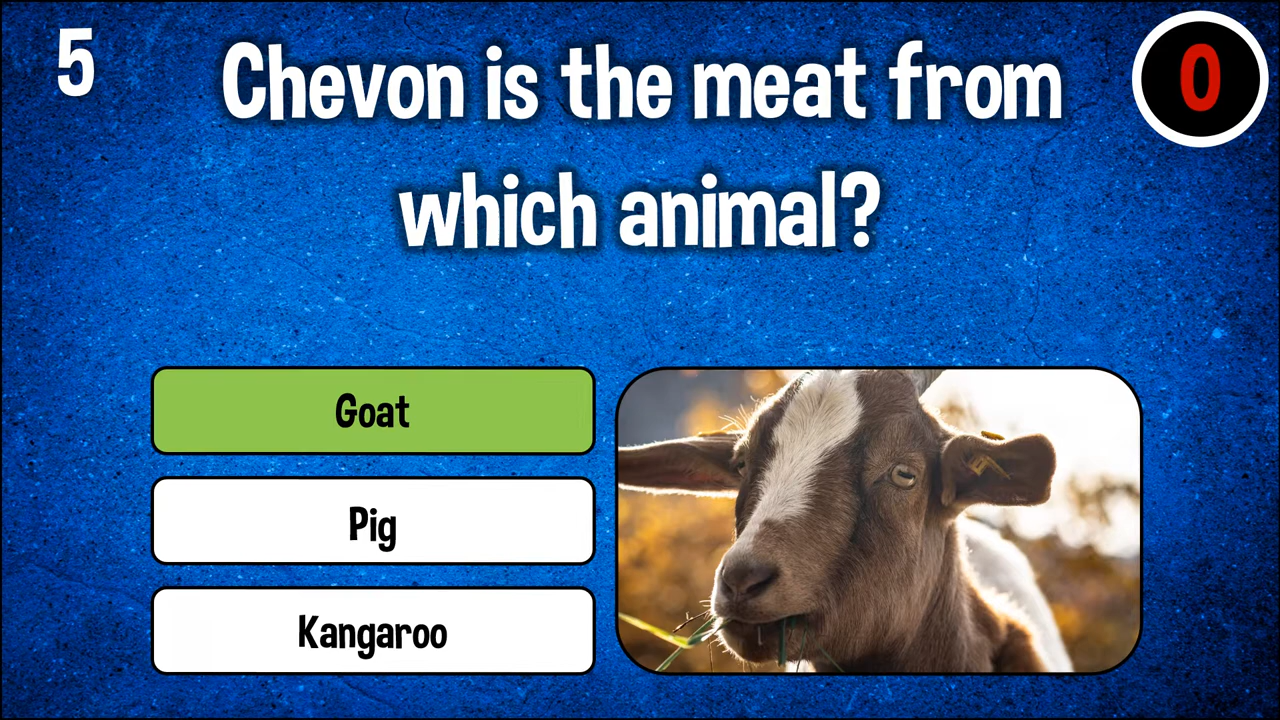 5
Chevon is the meat from
0
which animal?
Goat
Pig
Kangaroo